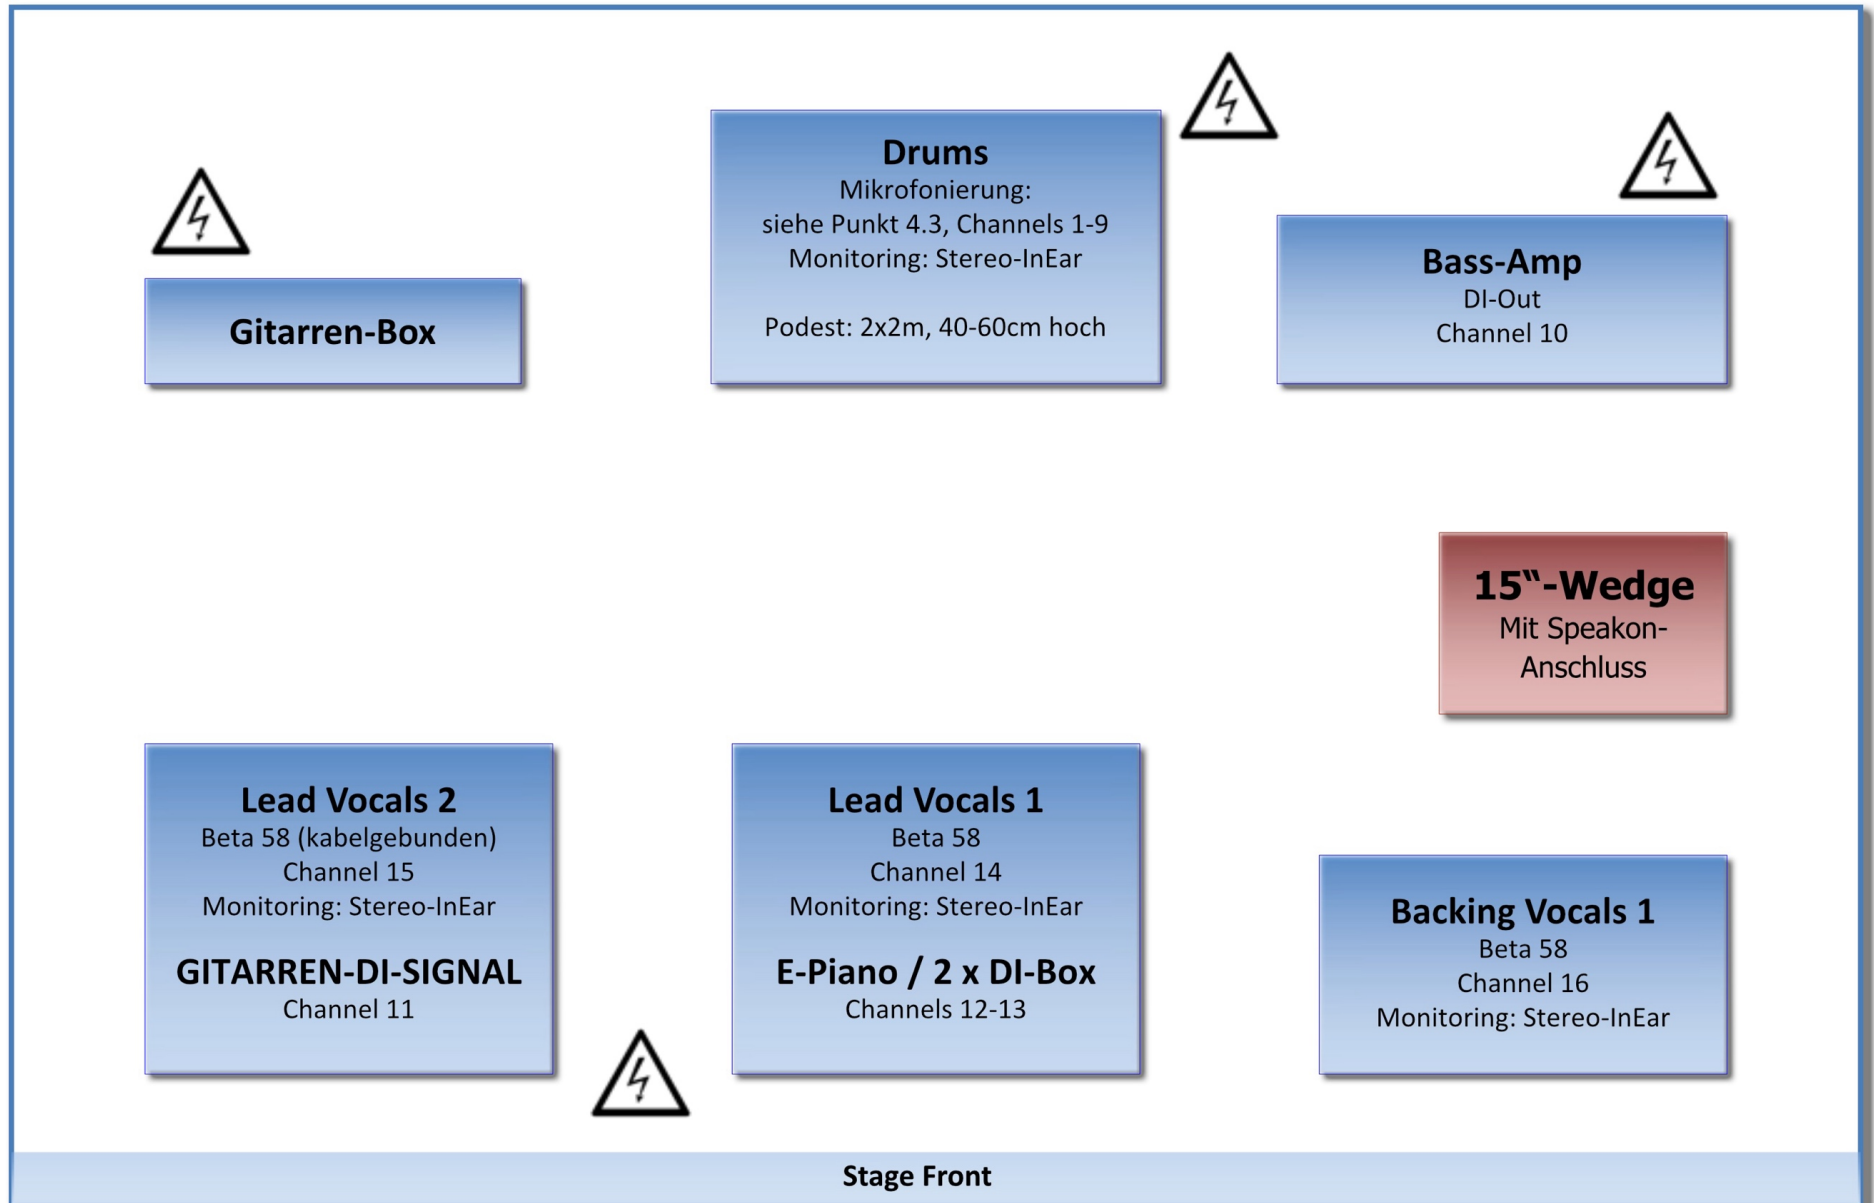 Drums
Mikrofonierung:
siehe Punkt 4.3, Channels 1-9
Monitoring: Stereo-InEar
Podest: 2x2m, 40-60cm hoch
Gitarren-Box
Bass-Amp
DI-Out
Channel 10
15‟-Wedge
Mit Speakon-
Anschluss
Lead Vocals 2
Beta 58 (kabelgebunden)
Channel 15
Monitoring: Stereo-InEar
GITARREN-DI-SIGNAL
Channel 11
Lead Vocals 1
Beta 58
Channel 14
Monitoring: Stereo-InEar
E-Piano / 2 x DI-Box
Channels 12-13
Backing Vocals 1
Beta 58
Channel 16
Monitoring: Stereo-InEar
Stage Front